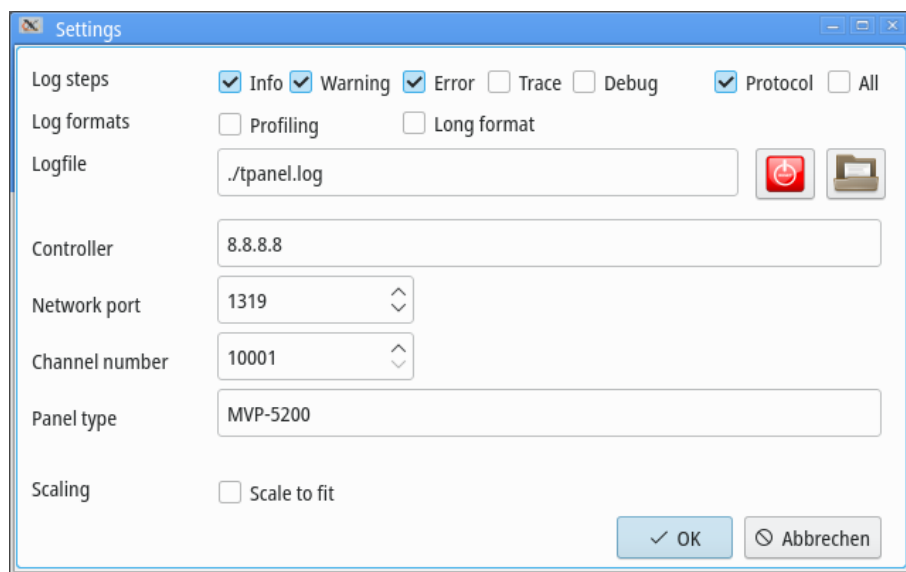 Settings
Log steps Info Warning Error Trace Debug Protocol All
Log formats Profiling Long format
Logfile ./tpanel.log
Controller 8.8.8.8
Network port 1319
Channel number 10001
Panel type MVP-5200
Scaling Scale to fit
OK Abbrechen